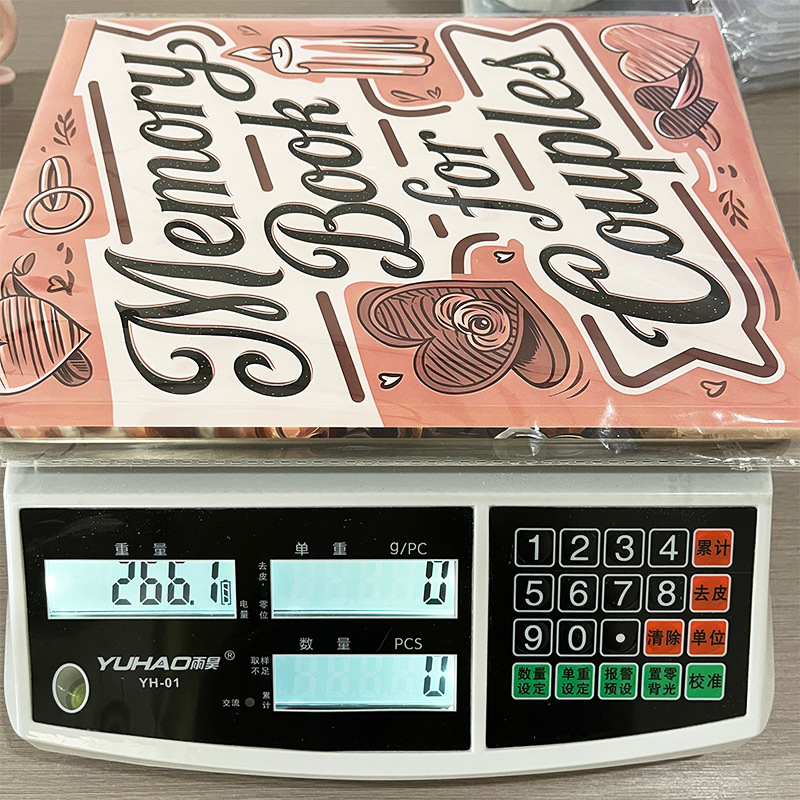 Memory
Book
for
Couples
重量
266.1
电量
去皮,
零位
单重 g/PC
0
数量 / PCS
取样
不足
0
交流
累计
YUHAO雨昊®
YH-01
1 2 3 4 累计
5 6 7 8 去皮
9 0 • 清除 单位
数量设定 单重设定 报警预设 置零背光 校准